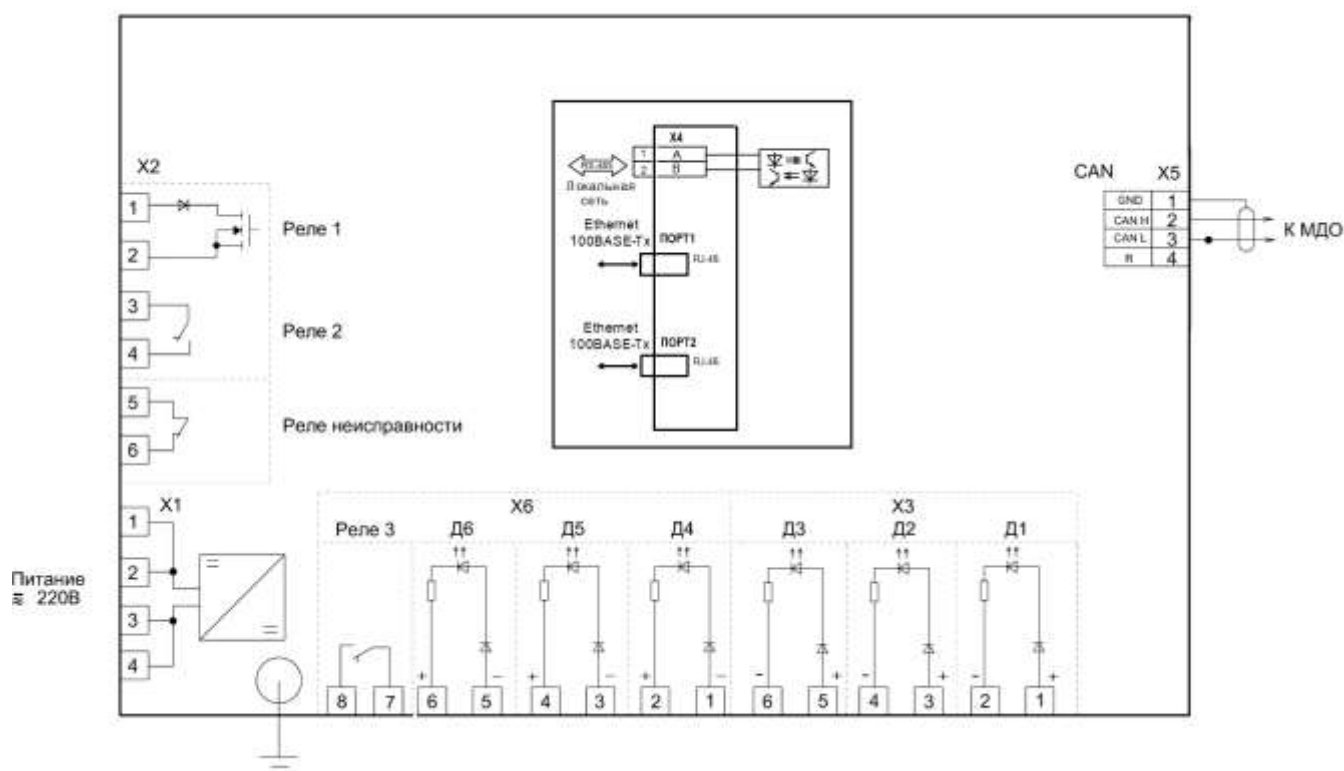 X2
1
Реле 1
2
3
Реле 2
4
5
Реле неисправности
6
X4
1 A
2 B
RS-485
Локальная
сеть
Ethernet
100BASE-Tx
ПОРТ1
RJ-45
Ethernet
100BASE-Tx
ПОРТ2
RJ-45
CAN X5
GND 1
CAN H 2
CAN L 3
R 4
К МДО
X1
1
2
3
4
Питание
≂ 220В
X6 X3
Реле 3 Д6 Д5 Д4 Д3 Д2 Д1
+ – + – + – - + - + - +
8 7 6 5 4 3 2 1 6 5 4 3 2 1